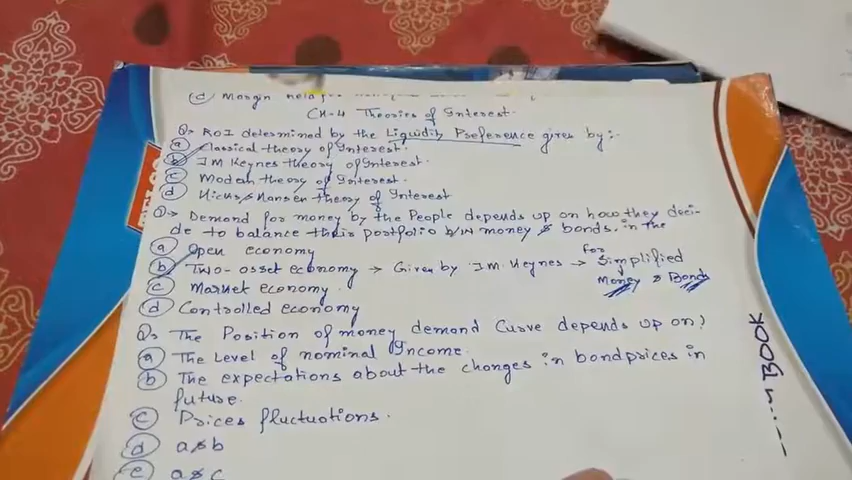 (d) Margin held for
CH-4 Theories of Interest.
Q> ROI determined by the Liquidity Preference given by:-
(a) Classical theory of Interest.
(b) J.M Keynes theory of Interest.
(c) Modern theory of Interest.
(d) Hicks & Hansen theory of Interest
Q> Demand for money by the People depends up on how they deci-
de to balance their portfolio b/w money & bonds. in the
(a) Open economy
(b) Two-asset economy → Given by J.M. Keynes → for Simplified
Money & Bonds
(c) Market economy.
(d) Controlled economy
Q> The Position of money demand Curve depends up on?
(a) The Level of nominal Income.
(b) The expectations about the changes in bond prices in
future.
(c) Prices fluctuations.
(d) a & b
(e) a & c
BOOK